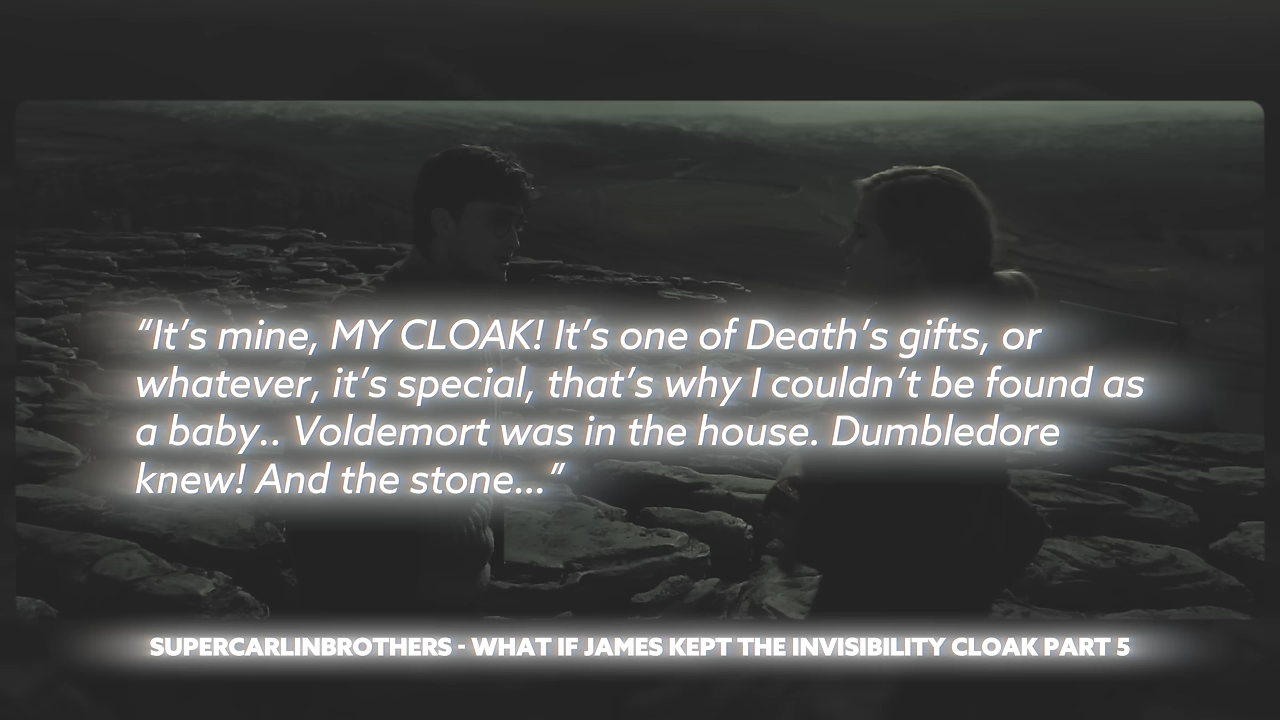 “It’s mine, MY CLOAK! It’s one of Death’s gifts, or
whatever, it’s special, that’s why I couldn’t be found as
a baby.. Voldemort was in the house. Dumbledore
knew! And the stone...”
SUPERCARLINBROTHERS - WHAT IF JAMES KEPT THE INVISIBILITY CLOAK PART 5